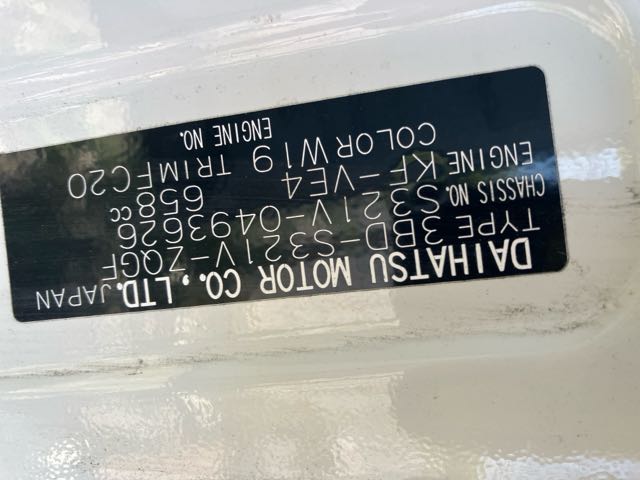 DAIHATSU MOTOR CO., LTD. JAPAN
TYPE 3BD-S321V-ZQGF
CHASSIS NO. S321V-0493626
ENGINE KF-VE4 658 CC
COLOR W19 TRIM FC20
ENGINE NO.